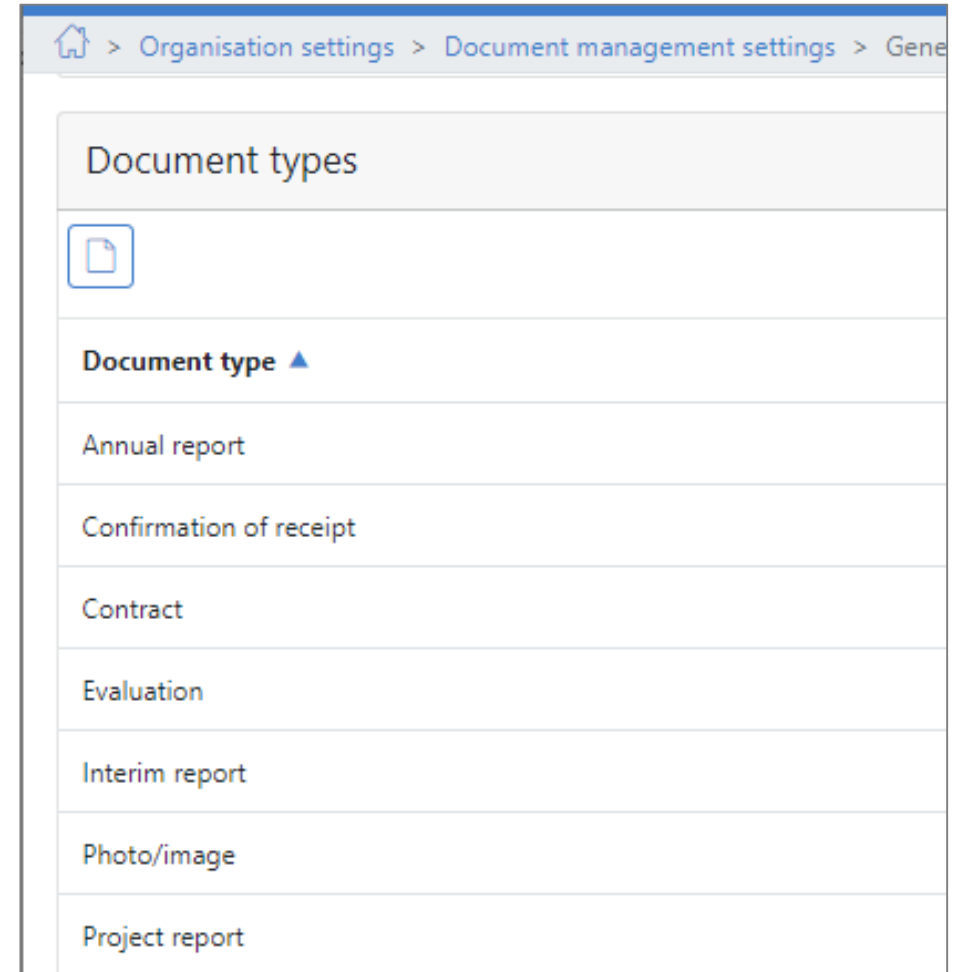 > Organisation settings > Document management settings > Gene
Document types
Document type
Annual report
Confirmation of receipt
Contract
Evaluation
Interim report
Photo/image
Project report